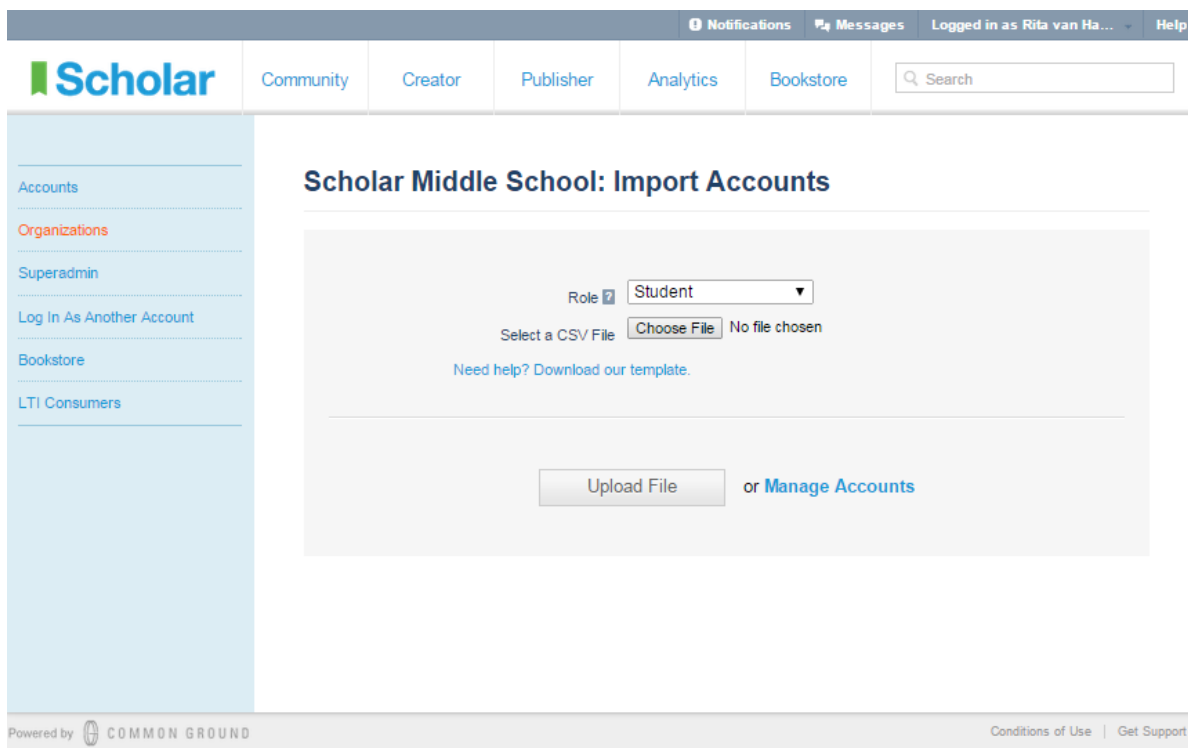 Notifications Messages Logged in as Rita van Ha... Help
Scholar Community Creator Publisher Analytics Bookstore Search
Accounts
Organizations
Superadmin
Log In As Another Account
Bookstore
LTI Consumers
Scholar Middle School: Import Accounts
Role ? Student
Select a CSV File Choose File No file chosen
Need help? Download our template.
Upload File or Manage Accounts
Powered by COMMON GROUND Conditions of Use | Get Support